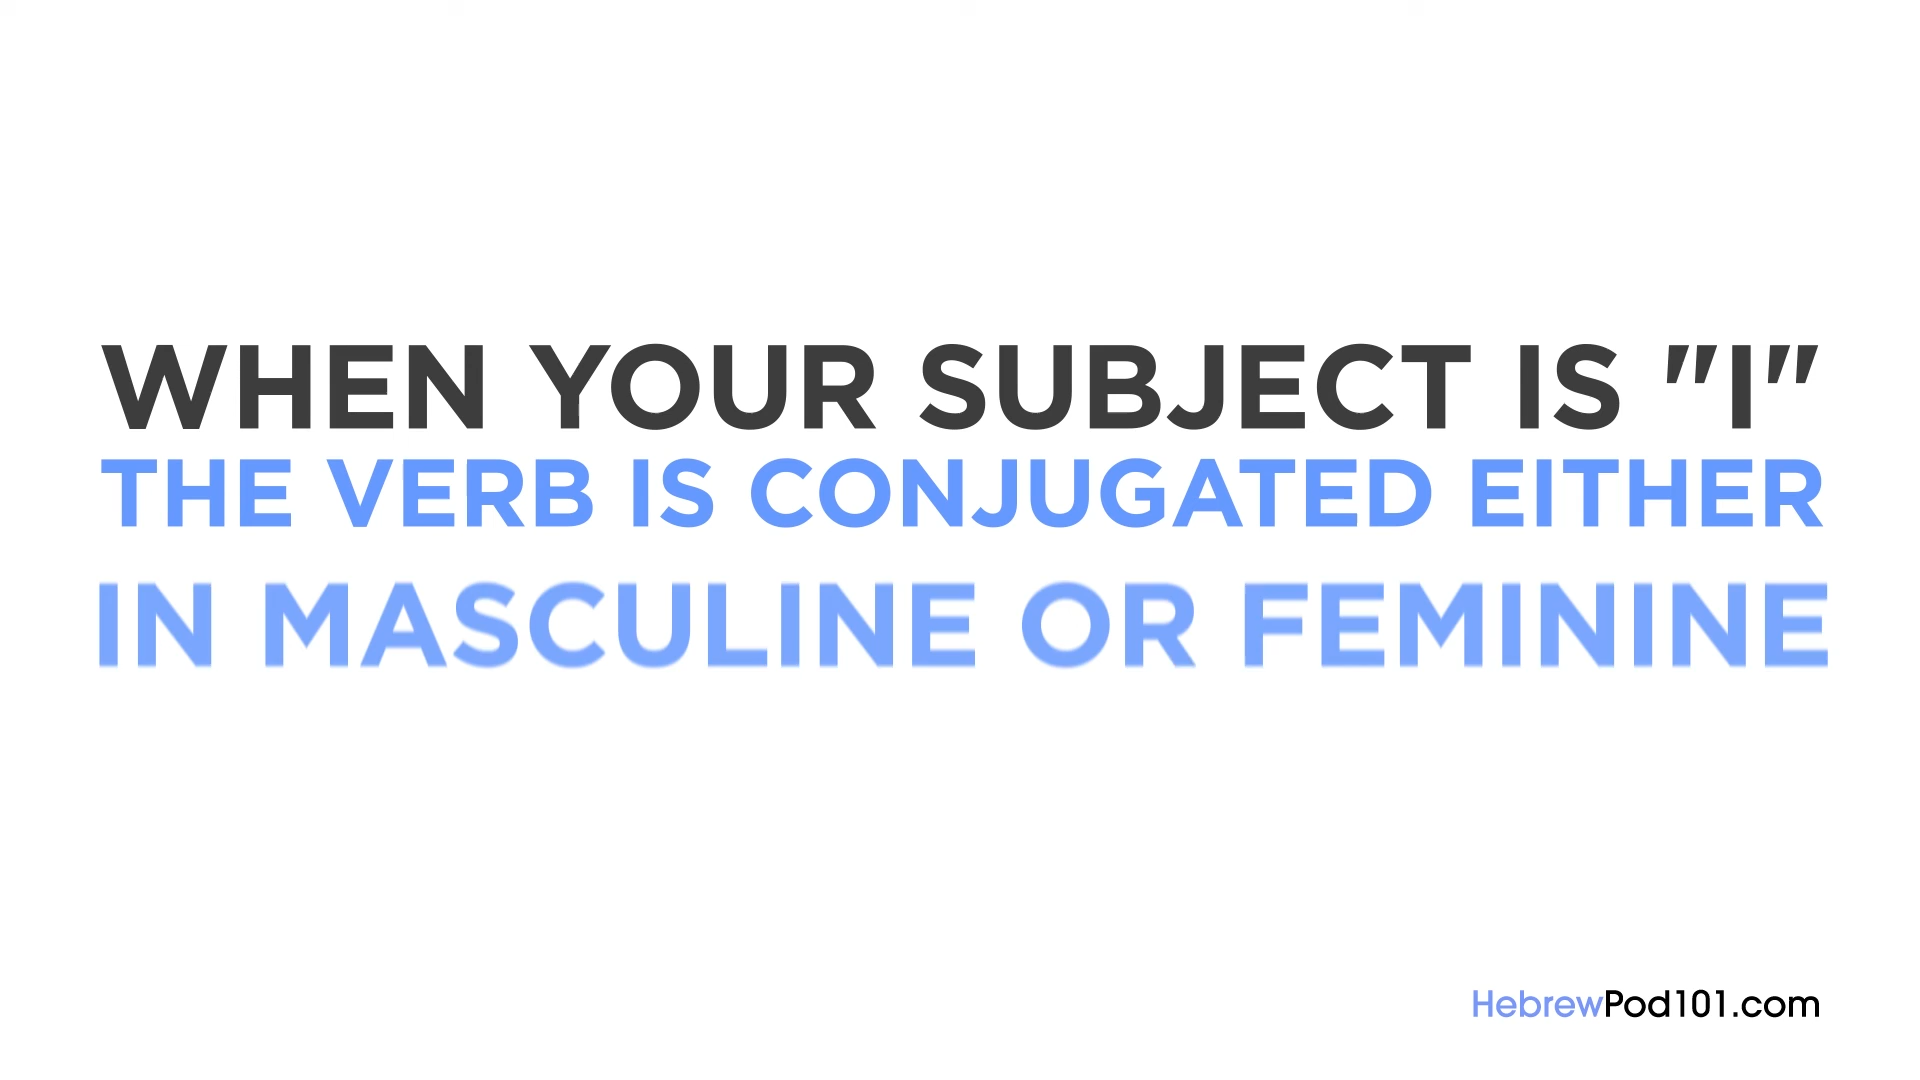 WHEN YOUR SUBJECT IS "I"
THE VERB IS CONJUGATED EITHER
IN MASCULINE OR FEMININE
HebrewPod101.com